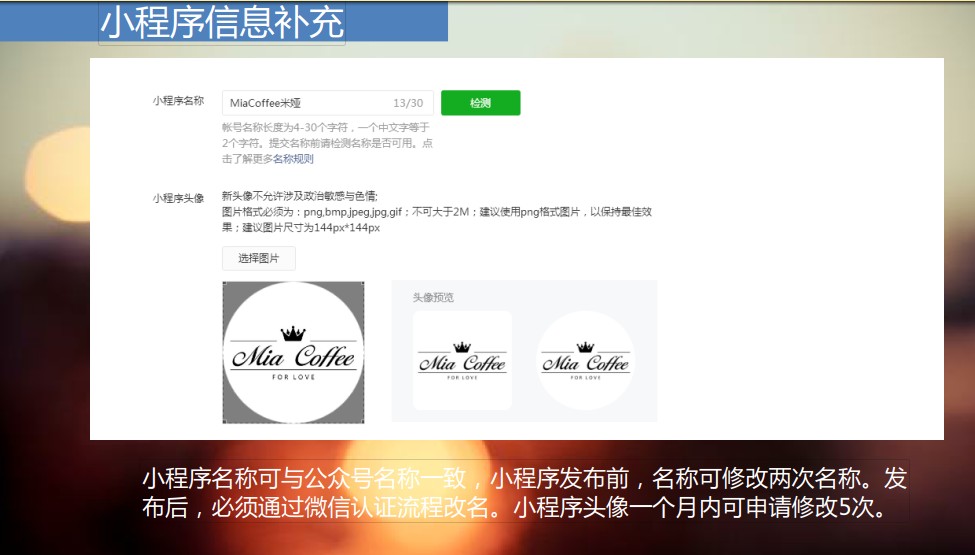 小程序信息补充
小程序名称
MiaCoffee米娅
13/30
检测
帐号名称长度为4-30个字符，一个中文字等于
2个字符。提交名称前请检测名称是否可用。点
击了解更多名称规则
小程序头像
新头像不允许涉及政治敏感与色情;
图片格式必须为：png,bmp,jpeg,jpg,gif；不可大于2M；建议使用png格式图片，以保持最佳效
果；建议图片尺寸为144px*144px
选择图片
Mia Coffee
FOR LOVE
头像预览
Mia Coffee
FOR LOVE
Mia Coffee
FOR LOVE
小程序名称可与公众号名称一致，小程序发布前，名称可修改两次名称。发
布后，必须通过微信认证流程改名。小程序头像一个月内可申请修改5次。